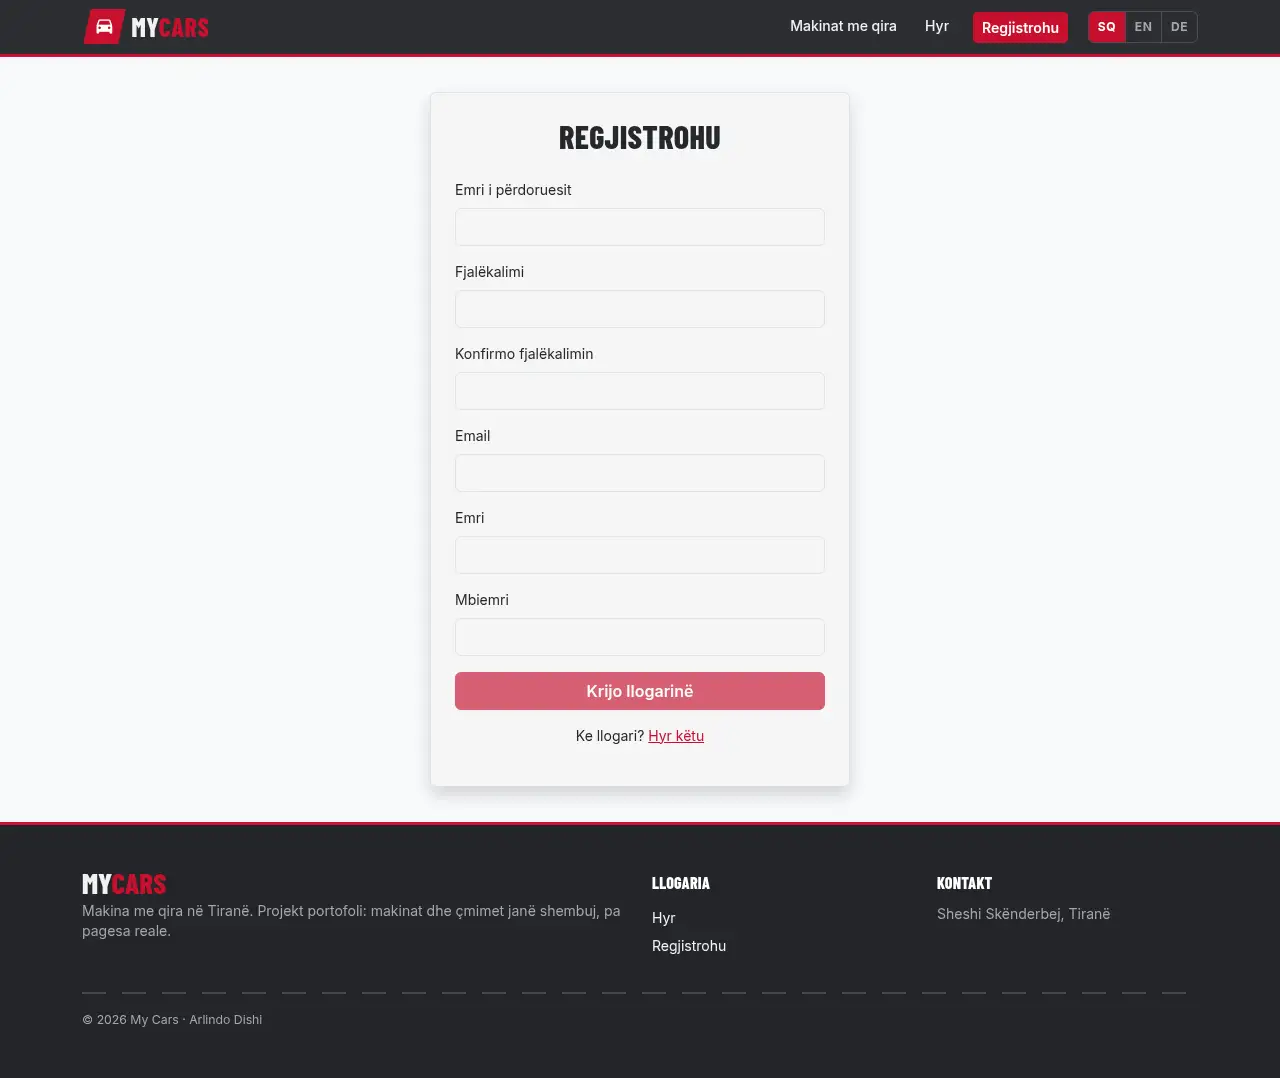 MYCARS
Makinat me qira
Hyr
Regjistrohu
SQ EN DE
REGJISTROHU
Emri i përdoruesit
Fjalëkalimi
Konfirmo fjalëkalimin
Email
Emri
Mbiemri
Krijo llogarinë
Ke llogari? Hyr këtu
MYCARS
Makina me qira në Tiranë. Projekt portofoli: makinat dhe çmimet janë shembuj, pa
pagesa reale.
LLOGARIA
Hyr
Regjistrohu
KONTAKT
Sheshi Skënderbej, Tiranë
© 2026 My Cars · Arlindo Dishi